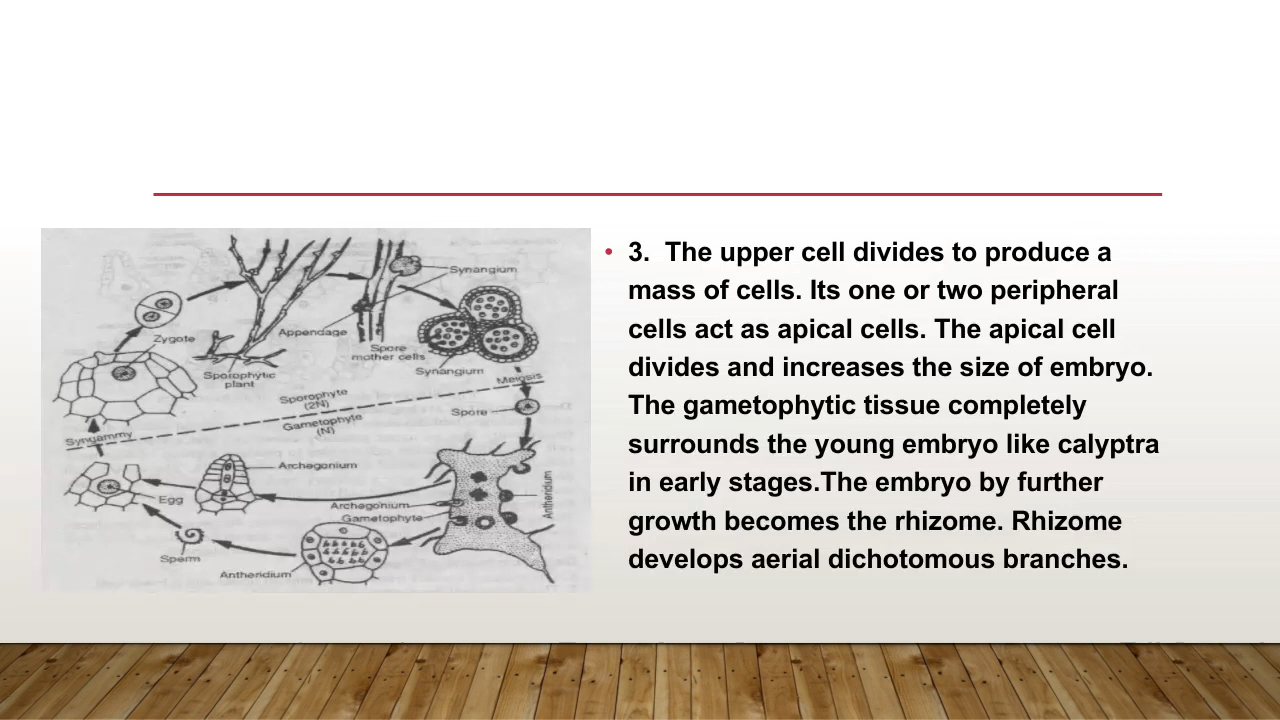 Synangium
Zygote
Appendage
Spore
mother cells
Synangium
Sporophytic
plant
Meiosis
Sporophyte
(2N)
Gametophyte
(N)
Spore
Syngammy
Archegonium
Egg
Archegonium
Gametophyte
Antheridium
Sperm
Antheridium
• 3. The upper cell divides to produce a
mass of cells. Its one or two peripheral
cells act as apical cells. The apical cell
divides and increases the size of embryo.
The gametophytic tissue completely
surrounds the young embryo like calyptra
in early stages.The embryo by further
growth becomes the rhizome. Rhizome
develops aerial dichotomous branches.